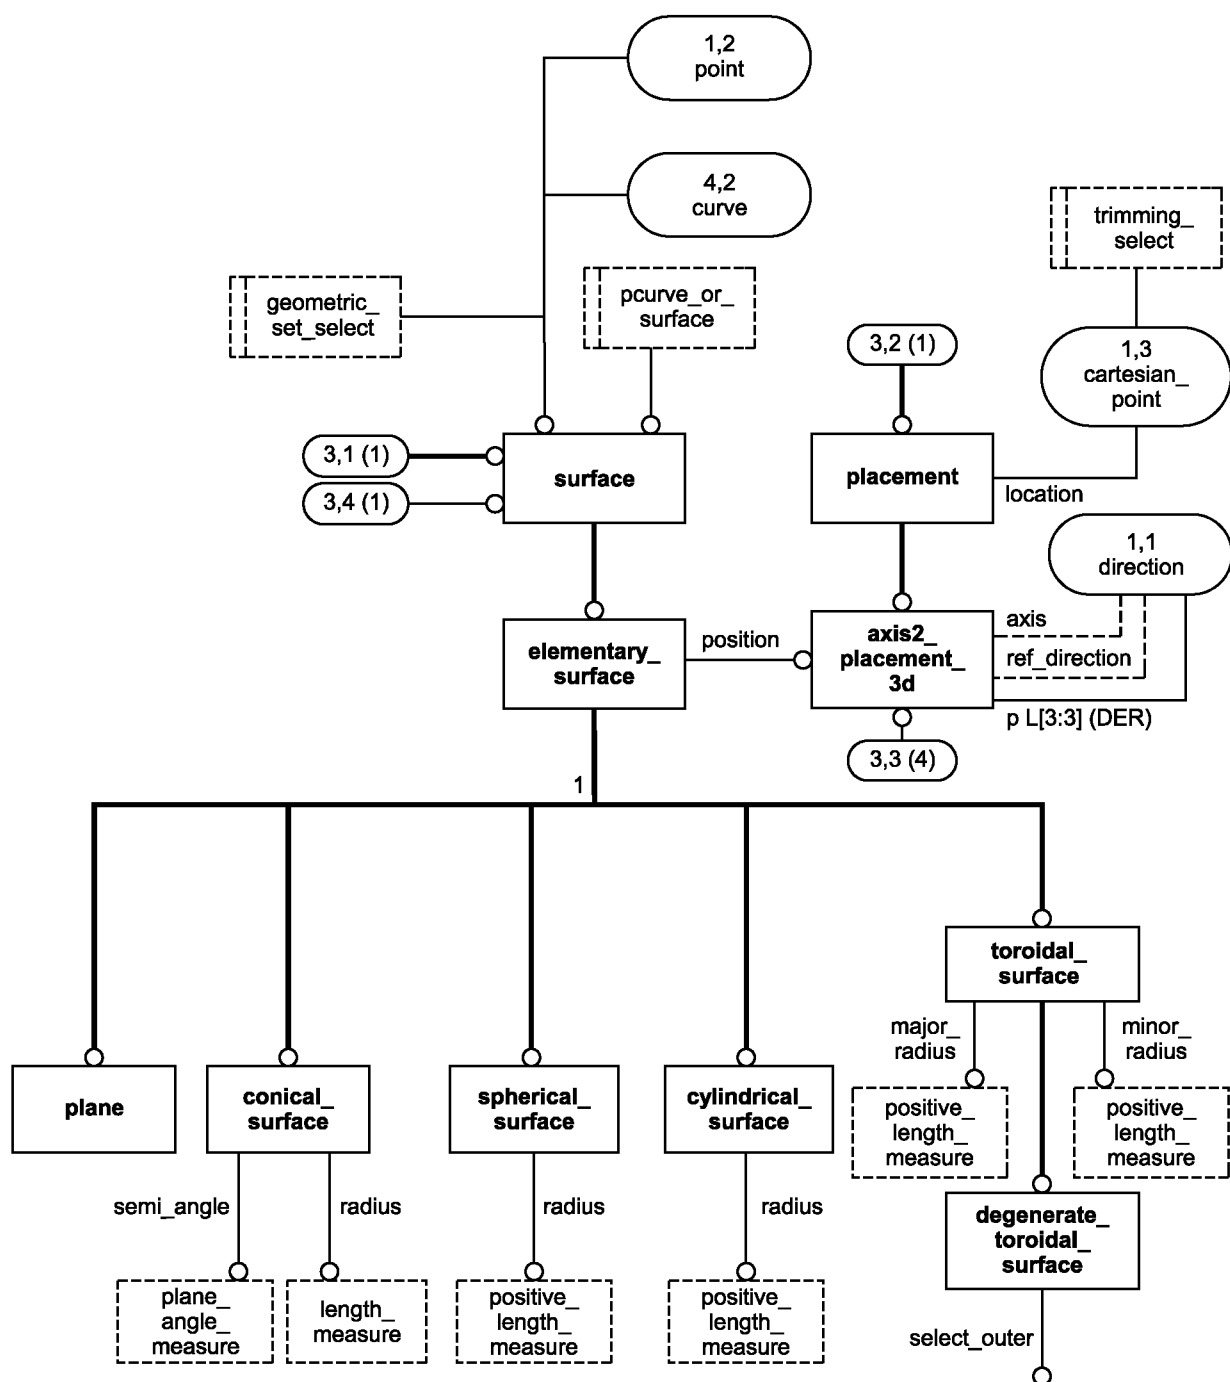 1,2
point
4,2
curve
trimming_
select
geometric_
set_select
pcurve_or_
surface
3,2 (1)
1,3
cartesian_
point
3,1 (1)
3,4 (1)
surface
placement
location
1,1
direction
elementary_
surface
position
axis2_
placement_
3d
axis
ref_direction
p L[3:3] (DER)
3,3 (4)
1
toroidal_
surface
major_
radius
minor_
radius
plane
conical_
surface
spherical_
surface
cylindrical_
surface
positive_
length_
measure
positive_
length_
measure
semi_angle
radius
radius
radius
degenerate_
toroidal_
surface
plane_
angle_
measure
length_
measure
positive_
length_
measure
positive_
length_
measure
select_outer